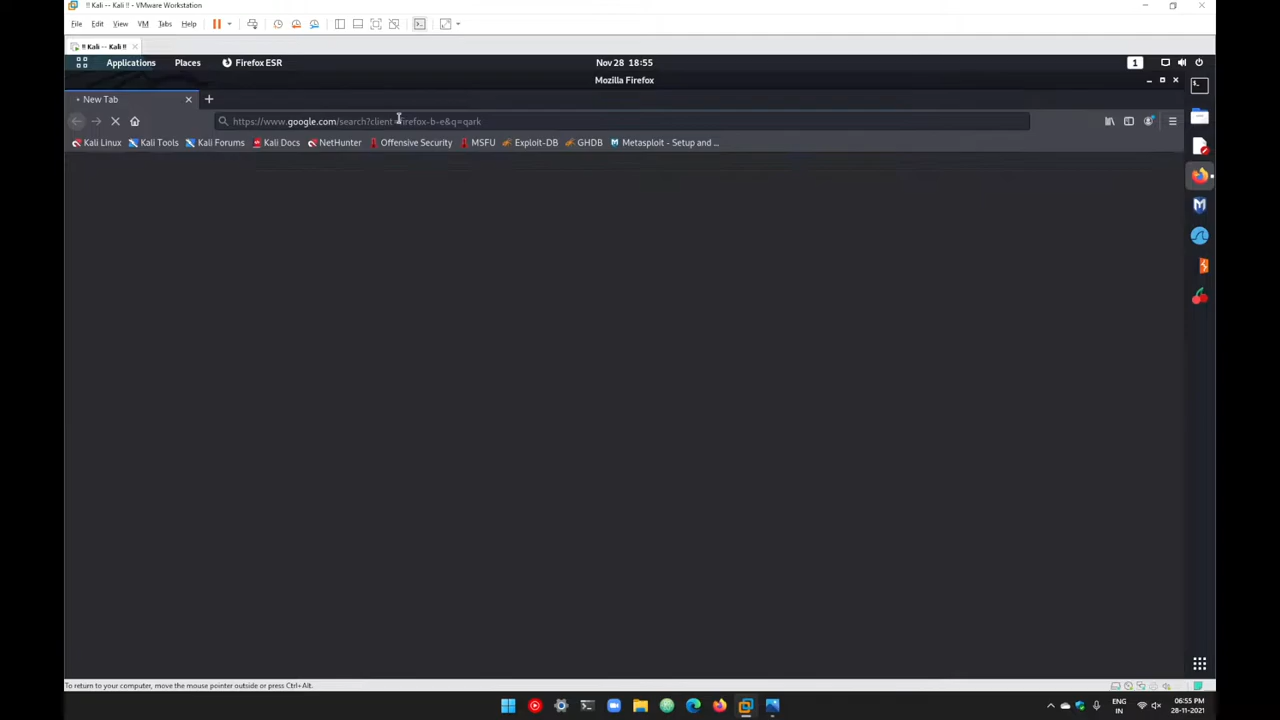 !! Kali -- Kali !! - VMware Workstation
File Edit View VM Tabs Help
!! Kali -- Kali !!
Applications Places Firefox ESR Nov 28 18:55 1
Mozilla Firefox
New Tab
https://www.google.com/search?client=firefox-b-e&q=qark
Kali Linux Kali Tools Kali Forums Kali Docs NetHunter Offensive Security MSFU Exploit-DB GHDB Metasploit - Setup and ...
To return to your computer, move the mouse pointer outside or press Ctrl+Alt.
ENG 06:55 PM
IN 28-11-2021